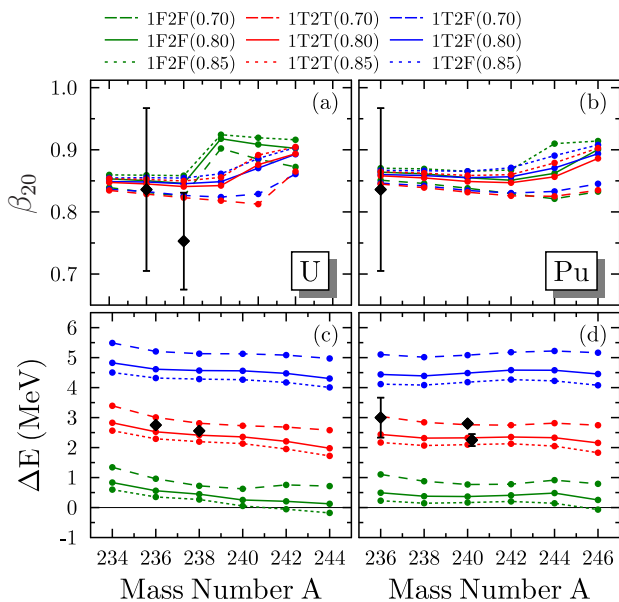 1F2F(0.70) 1T2T(0.70) 1T2F(0.70)
1F2F(0.80) 1T2T(0.80) 1T2F(0.80)
1F2F(0.85) 1T2T(0.85) 1T2F(0.85)
1.0
0.9
0.8
0.7
β20
(a)
U
(b)
Pu
6
5
4
3
2
1
0
-1
ΔE (MeV)
(c)
(d)
234 236 238 240 242 244
236 238 240 242 244 246
Mass Number A
Mass Number A